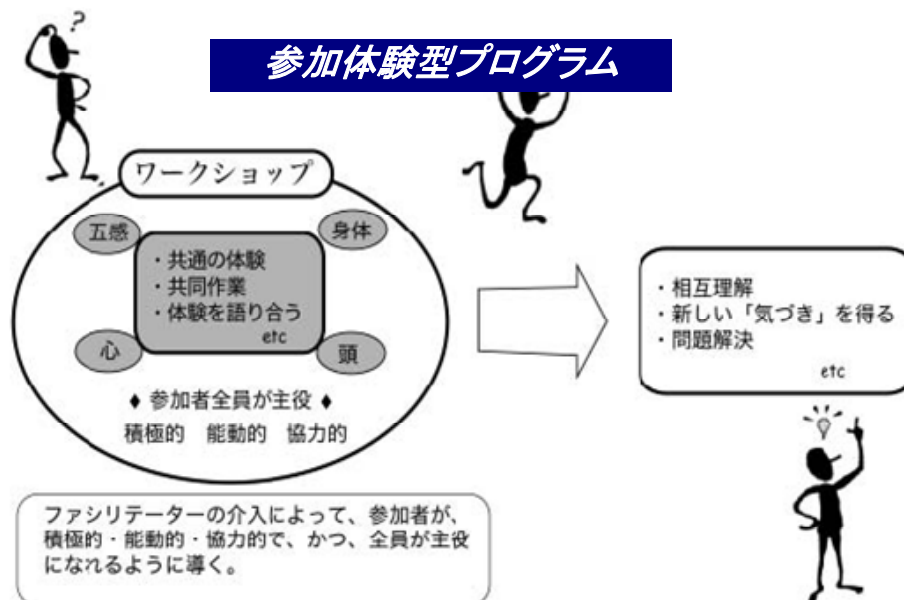 ?
参加体験型プログラム
ワークショップ
五感
身体
・共通の体験
・共同作業
・体験を語り合う
etc
心
頭
♦ 参加者全員が主役 ♦
積極的 能動的 協力的
・相互理解
・新しい「気づき」を得る
・問題解決
etc
ファシリテーターの介入によって、参加者が、
積極的・能動的・協力的で、かつ、全員が主役
になれるように導く。